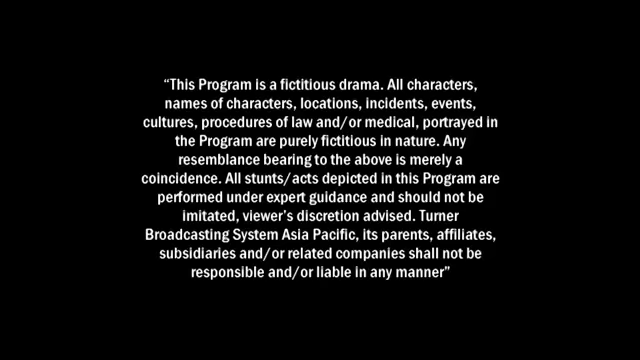 “This Program is a fictitious drama. All characters,
names of characters, locations, incidents, events,
cultures, procedures of law and/or medical, portrayed in
the Program are purely fictitious in nature. Any
resemblance bearing to the above is merely a
coincidence. All stunts/acts depicted in this Program are
performed under expert guidance and should not be
imitated, viewer’s discretion advised. Turner
Broadcasting System Asia Pacific, its parents, affiliates,
subsidiaries and/or related companies shall not be
responsible and/or liable in any manner”